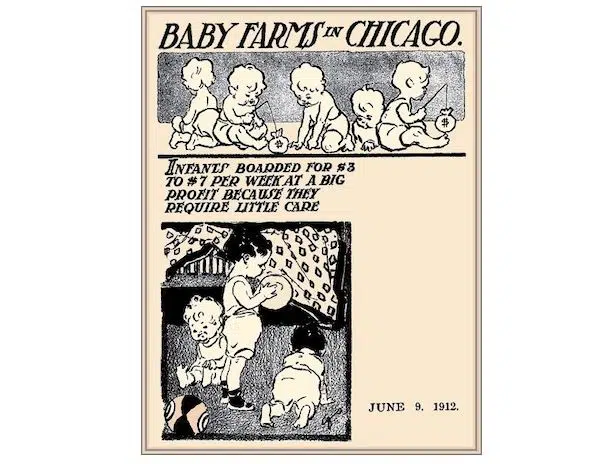 BABY FARMS IN CHICAGO.
$
$
INFANTS BOARDED FOR $3
TO $7 PER WEEK AT A BIG
PROFIT BECAUSE THEY
REQUIRE LITTLE CARE
JUNE 9. 1912.